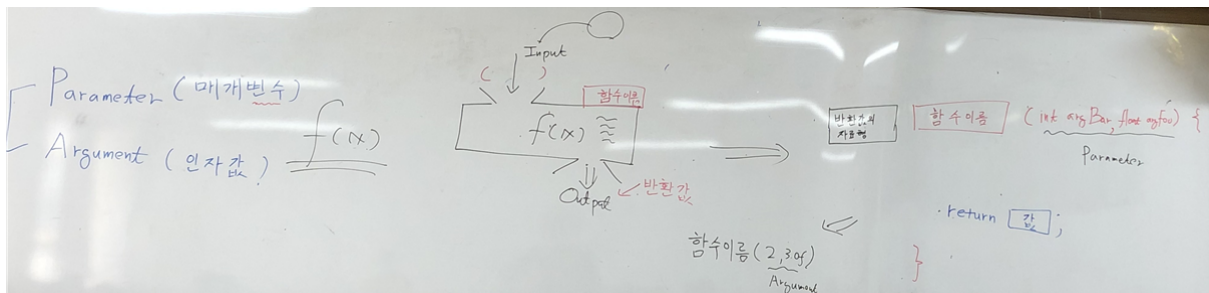 Parameter (매개변수)
Argument (인자값)
f(x)
Input
( )
함수이름
f(x)
Output
반환값
반환값의
자료형
함수이름
(int argBar, float argfoo) {
Parameter
return 값;
}
함수이름(2, 3.0f)
Argument